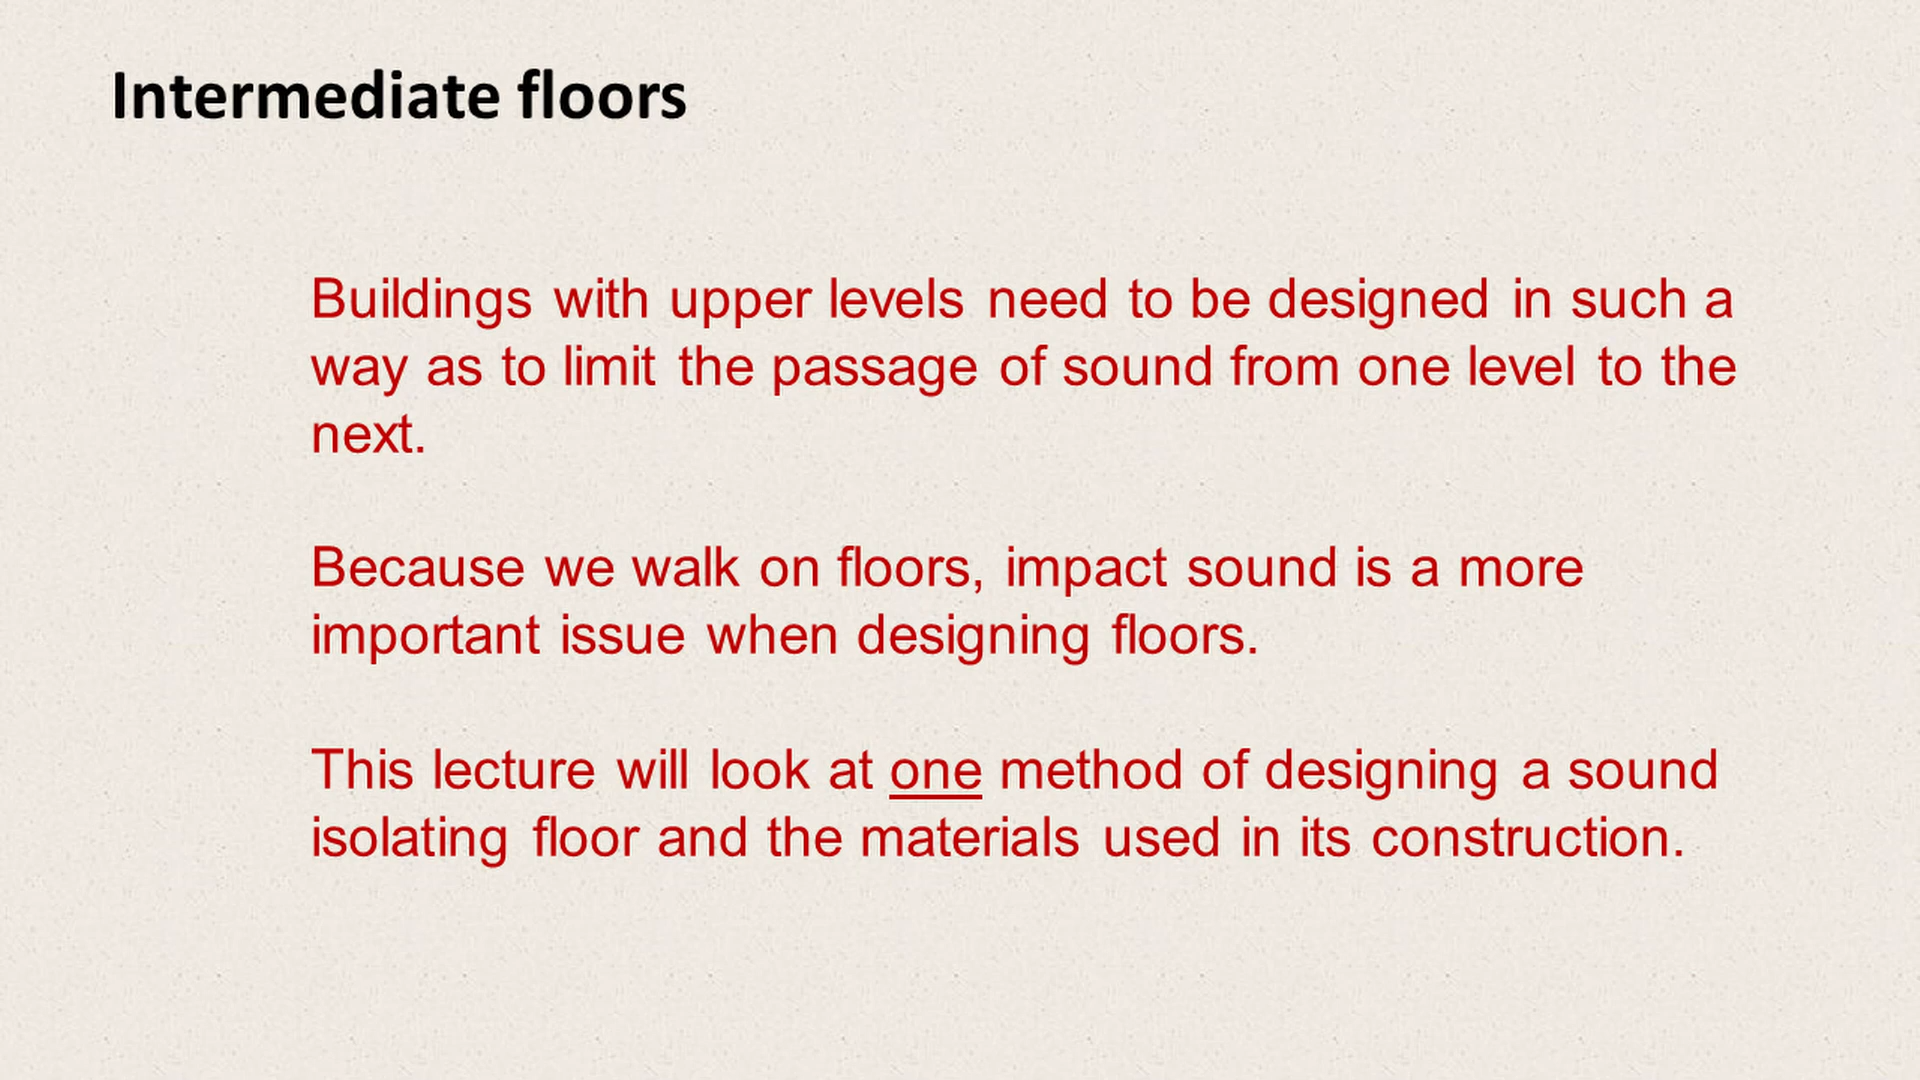 Intermediate floors
Buildings with upper levels need to be designed in such a
way as to limit the passage of sound from one level to the
next.
Because we walk on floors, impact sound is a more
important issue when designing floors.
This lecture will look at one method of designing a sound
isolating floor and the materials used in its construction.